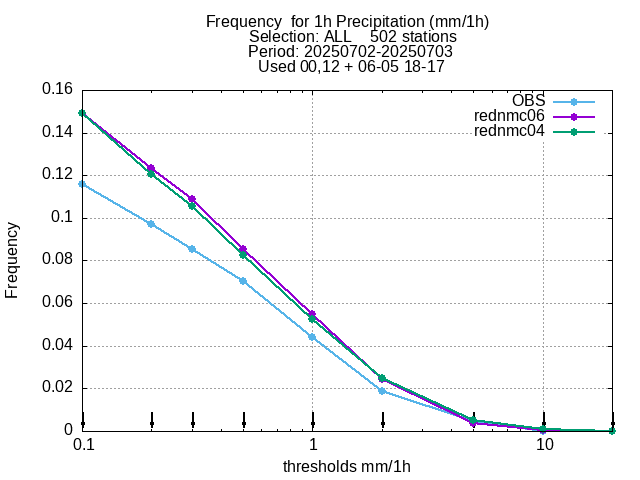 Frequency  for 1h Precipitation (mm/1h)
Selection: ALL    502 stations
Period: 20250702-20250703
Used 00,12 + 06-05 18-17
OBS
rednmc06
rednmc04
0.16
0.14
0.12
0.1
0.08
0.06
0.04
0.02
0
Frequency
0.1
1
10
thresholds mm/1h